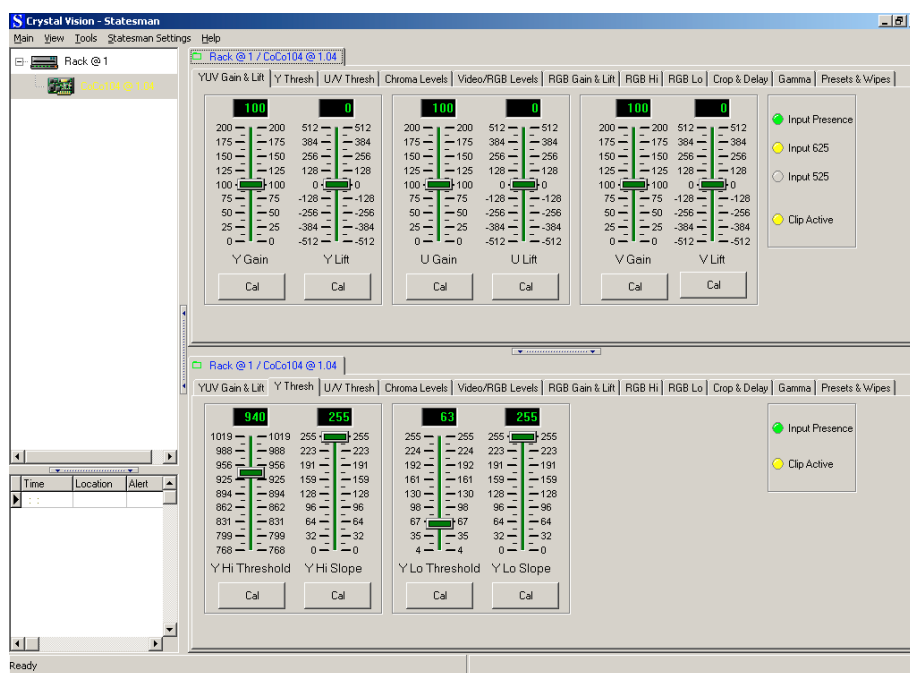 Crystal Vision - Statesman
Main View Tools Statesman Settings Help
Rack @ 1
CoCo104 @ 1.04
Rack @ 1 / CoCo104 @ 1.04
YUV Gain & Lift Y Thresh U/V Thresh Chroma Levels Video/RGB Levels RGB Gain & Lift RGB Hi RGB Lo Crop & Delay Gamma Presets & Wipes
100 0 100 0 100 0
200 200 512 512 200 200 512 512 200 200 512 512
175 175 384 384 175 175 384 384 175 175 384 384
150 150 256 256 150 150 256 256 150 150 256 256
125 125 128 128 125 125 128 128 125 125 128 128
100 100 0 0 100 100 0 0 100 100 0 0
75 75 -128 -128 75 75 -128 -128 75 75 -128 -128
50 50 -256 -256 50 50 -256 -256 50 50 -256 -256
25 25 -384 -384 25 25 -384 -384 25 25 -384 -384
0 0 -512 -512 0 0 -512 -512 0 0 -512 -512
Y Gain Y Lift U Gain U Lift V Gain V Lift
Cal Cal Cal Cal Cal Cal
Input Presence
Input 625
Input 525
Clip Active
Rack @ 1 / CoCo104 @ 1.04
YUV Gain & Lift Y Thresh U/V Thresh Chroma Levels Video/RGB Levels RGB Gain & Lift RGB Hi RGB Lo Crop & Delay Gamma Presets & Wipes
940 255 63 255
1019 1019 255 255 255 255 255 255
988 988 223 223 224 224 223 223
956 956 191 191 192 192 191 191
925 925 159 159 161 161 159 159
894 894 128 128 130 130 128 128
862 862 96 96 98 98 96 96
831 831 64 64 67 67 64 64
799 799 32 32 35 35 32 32
768 768 0 0 4 4 0 0
Y Hi Threshold Y Hi Slope Y Lo Threshold Y Lo Slope
Cal Cal Cal Cal
Input Presence
Clip Active
Time Location Alert
: :
Ready